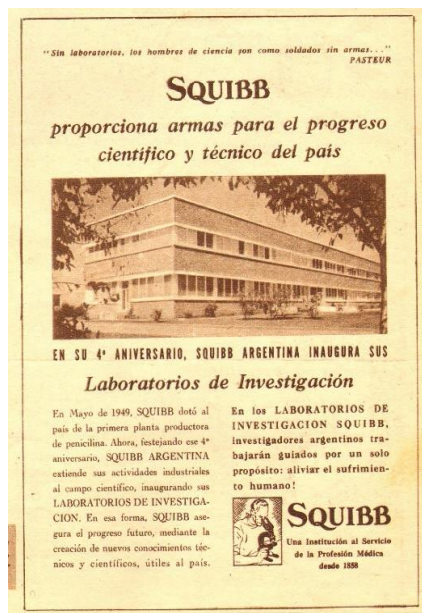 "Sin laboratorios, los hombres de ciencia son como soldados sin armas..."
PASTEUR
SQUIBB
proporciona armas para el progreso
científico y técnico del país
EN SU 4º ANIVERSARIO, SQUIBB ARGENTINA INAUGURA SUS
Laboratorios de Investigación
En Mayo de 1949, SQUIBB dotó al
país de la primera planta productora
de penicilina. Ahora, festejando ese 4º
aniversario, SQUIBB ARGENTINA
extiende sus actividades industriales
al campo científico, inaugurando sus
LABORATORIOS DE INVESTIGA-
CION. En esa forma, SQUIBB ase-
gura el progreso futuro, mediante la
creación de nuevos conocimientos téc-
nicos y científicos, útiles al país.
En los LABORATORIOS DE
INVESTIGACION SQUIBB,
investigadores argentinos tra-
bajarán guiados por un solo
propósito: aliviar el sufrimien-
to humano!
SQUIBB
Una Institución al Servicio
de la Profesión Médica
desde 1858